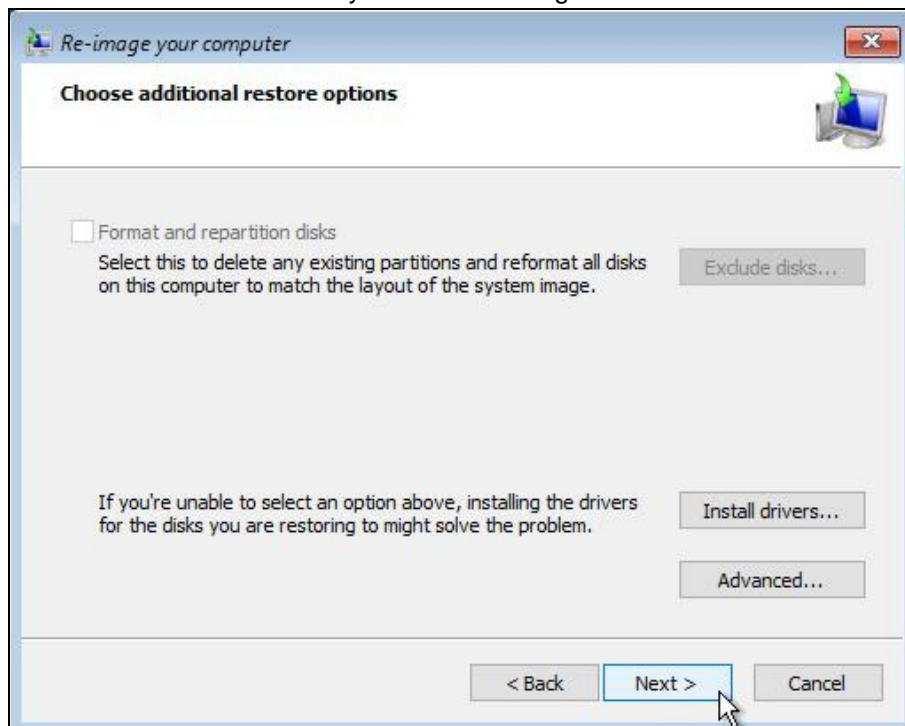 Re-image your computer
Choose additional restore options
Format and repartition disks
Select this to delete any existing partitions and reformat all disks
on this computer to match the layout of the system image.
Exclude disks...
If you're unable to select an option above, installing the drivers
for the disks you are restoring to might solve the problem.
Install drivers...
Advanced...
< Back
Next >
Cancel